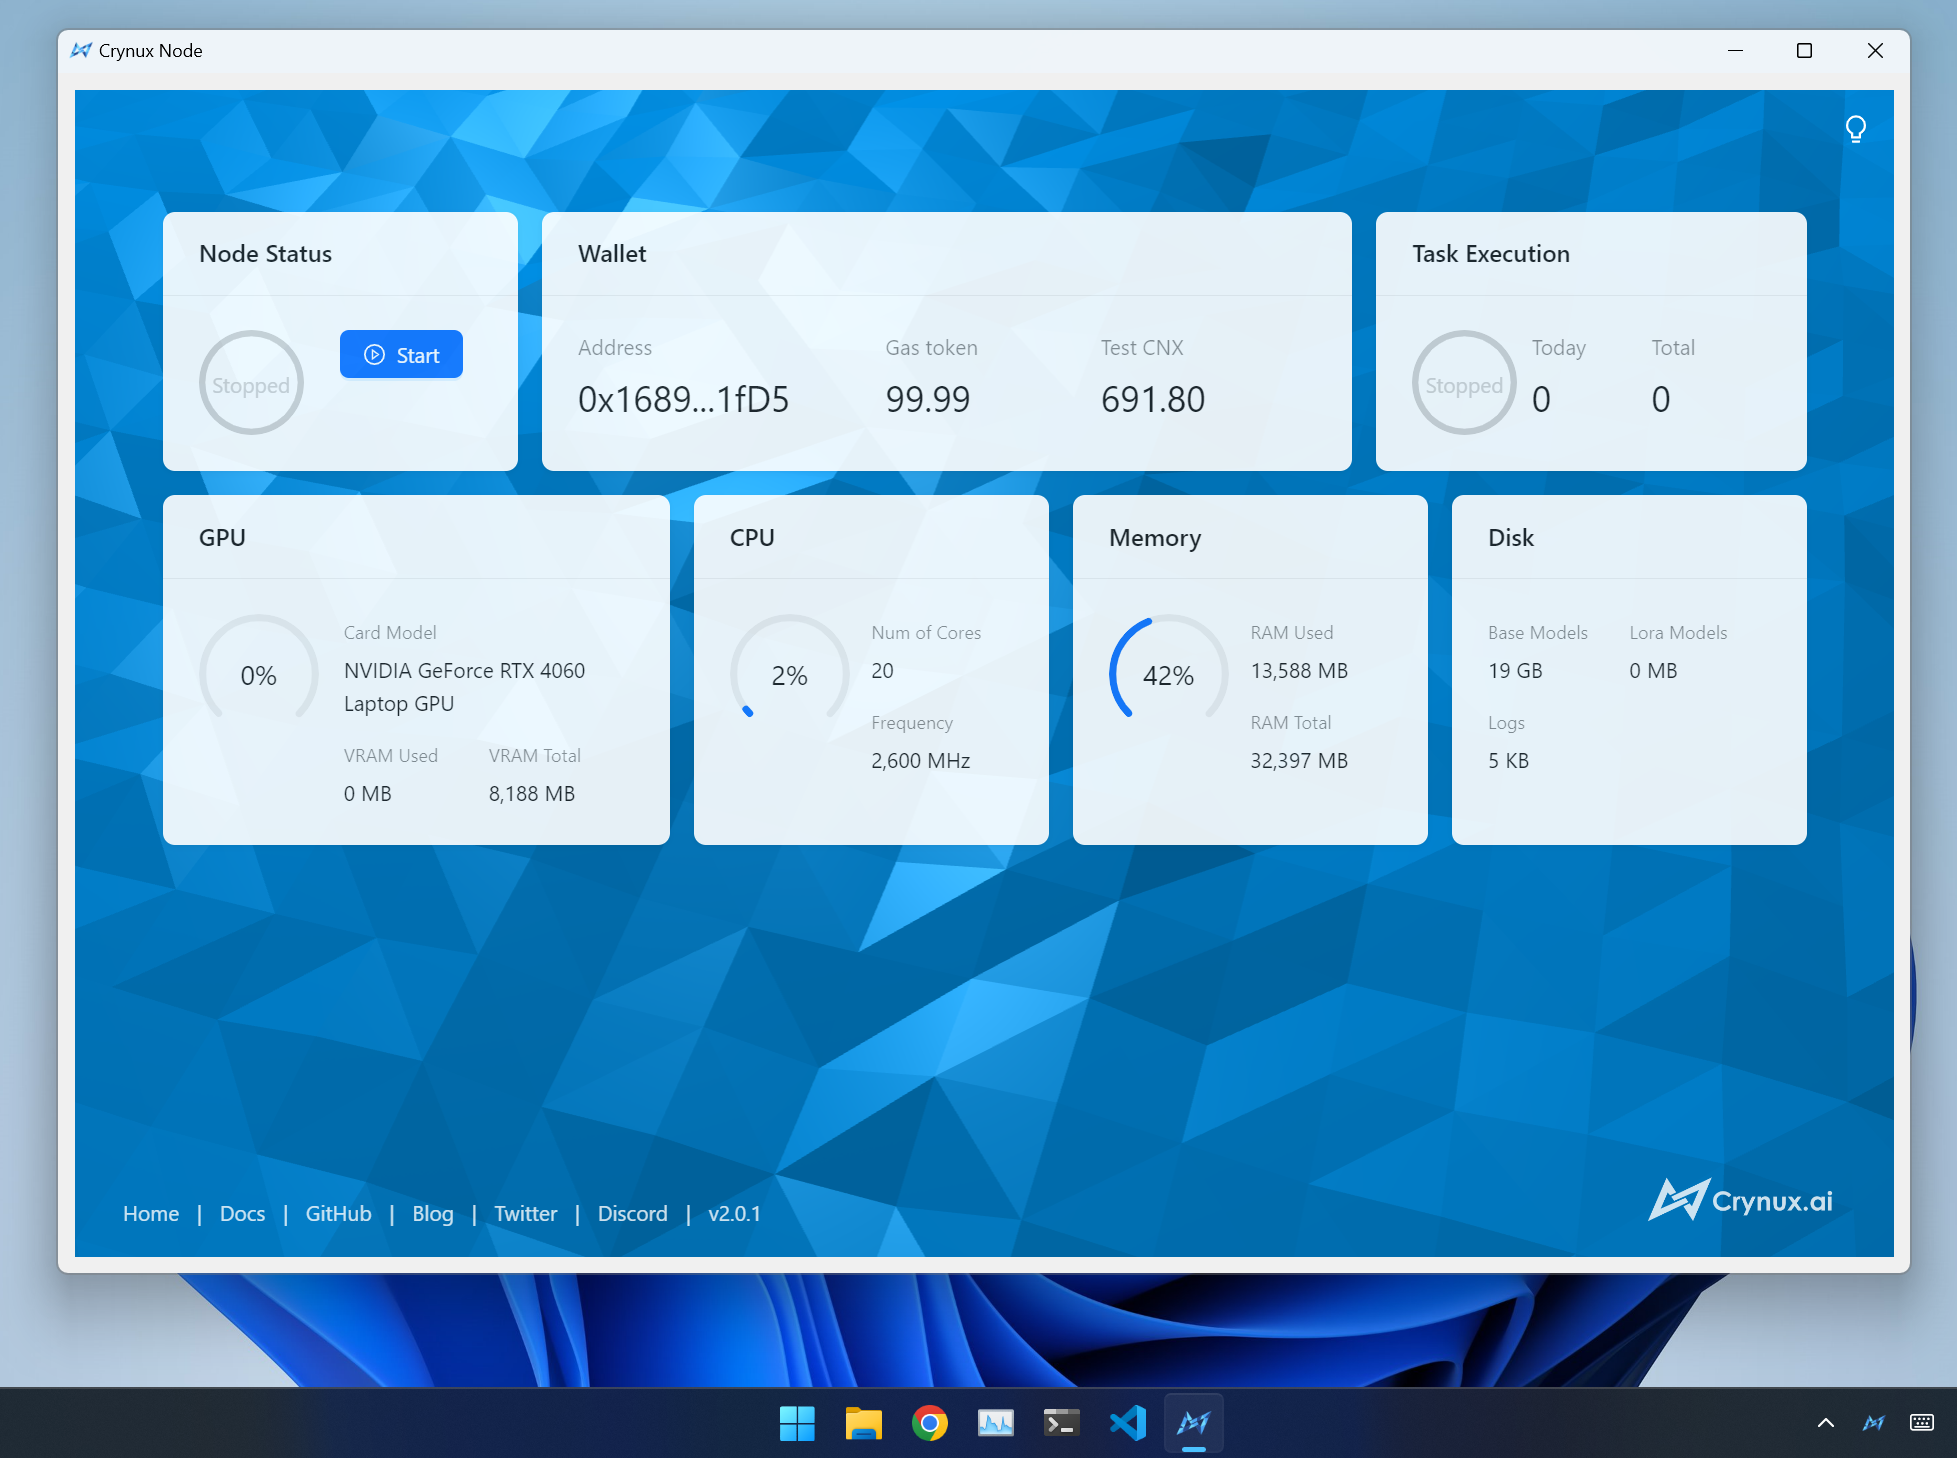 Crynux Node
Node Status
Stopped
Start
Wallet
Address
Gas token
Test CNX
0x1689...1fD5
99.99
691.80
Task Execution
Stopped
Today
Total
0
0
GPU
0%
Card Model
NVIDIA GeForce RTX 4060
Laptop GPU
VRAM Used
VRAM Total
0 MB
8,188 MB
CPU
2%
Num of Cores
20
Frequency
2,600 MHz
Memory
42%
RAM Used
13,588 MB
RAM Total
32,397 MB
Disk
Base Models
Lora Models
19 GB
0 MB
Logs
5 KB
Home | Docs | GitHub | Blog | Twitter | Discord | v2.0.1
Crynux.ai